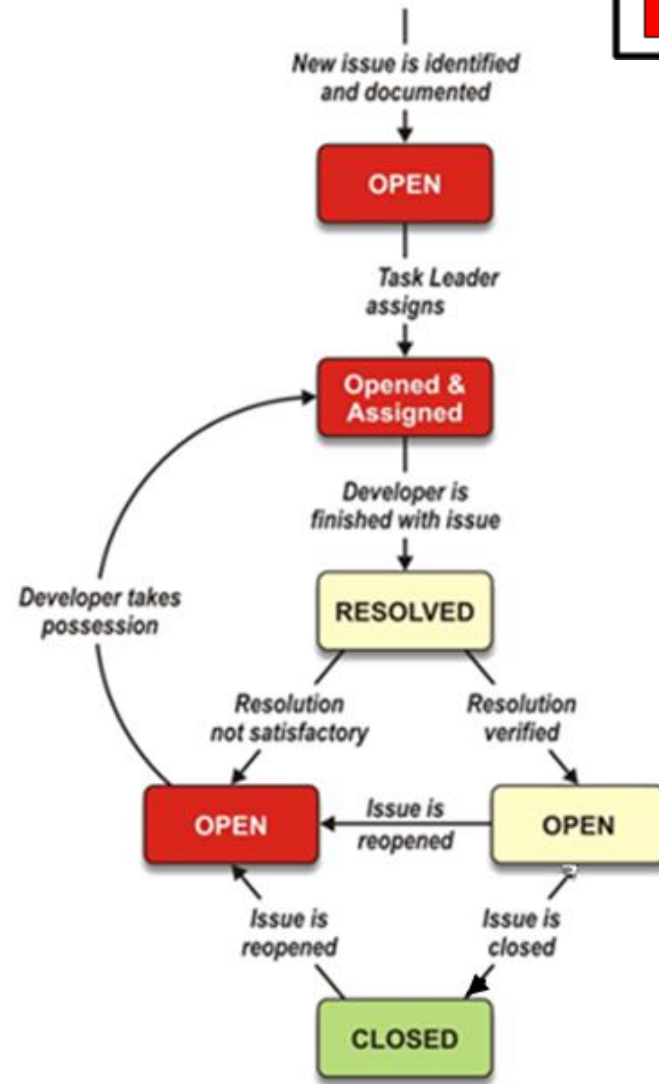 New issue is identified
and documented
OPEN
Task Leader
assigns
Opened &
Assigned
Developer is
finished with issue
Developer takes
possession
RESOLVED
Resolution
not satisfactory
Resolution
verified
OPEN
Issue is
reopened
OPEN
Issue is
reopened
Issue is
closed
CLOSED